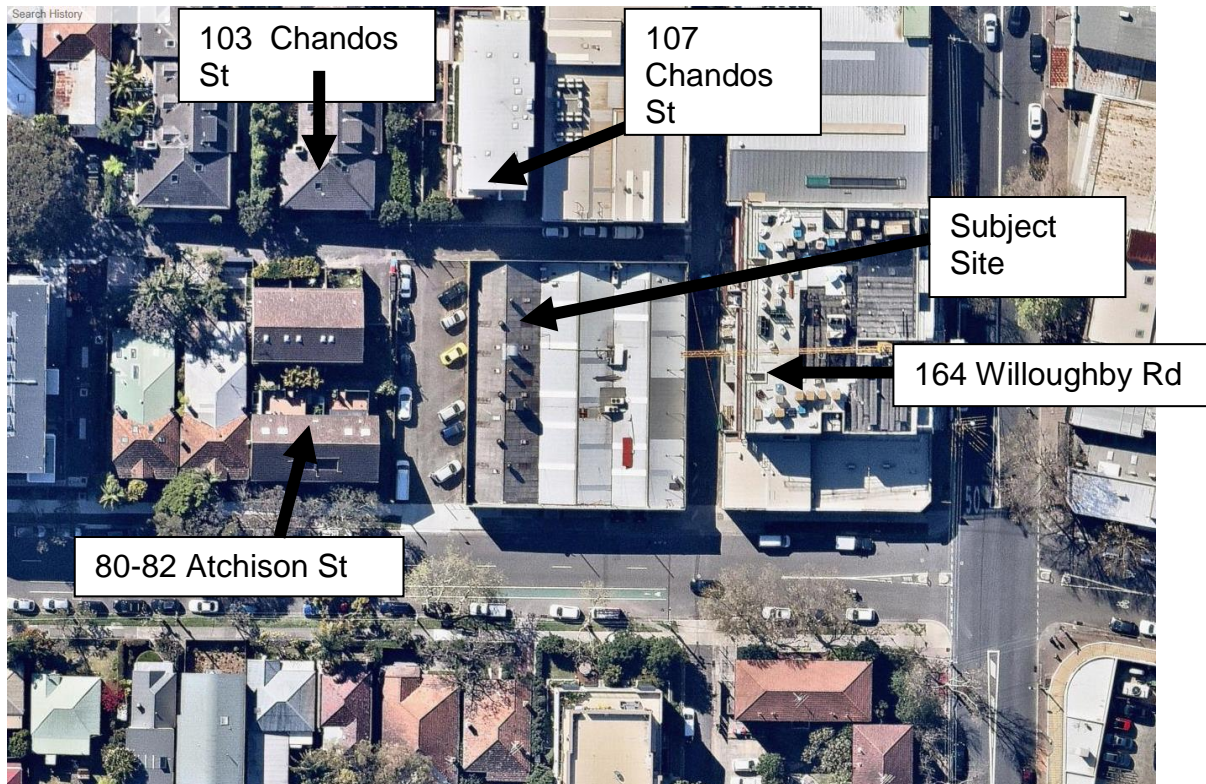 Search History
103 Chandos
St
107
Chandos
St
Subject
Site
164 Willoughby Rd
80-82 Atchison St
50